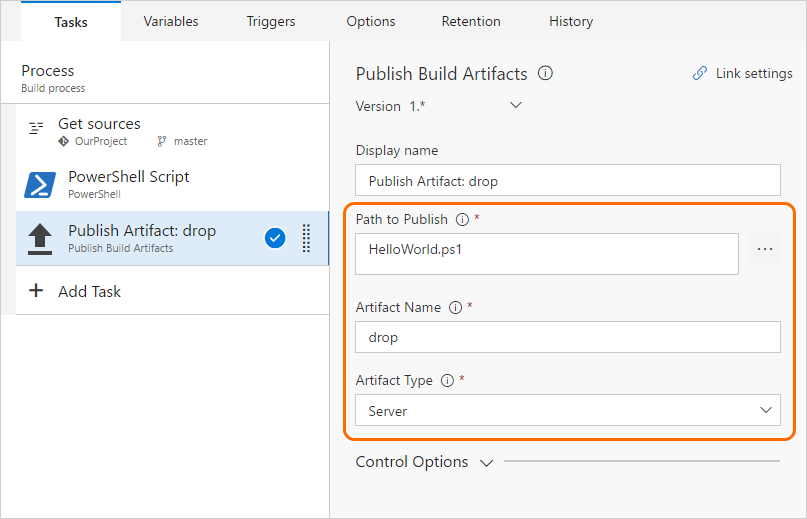 Tasks Variables Triggers Options Retention History
Process
Build process
Get sources
OurProject master
PowerShell Script
PowerShell
Publish Artifact: drop
Publish Build Artifacts
Add Task
Publish Build Artifacts Link settings
Version 1.*
Display name
Publish Artifact: drop
Path to Publish *
HelloWorld.ps1
...
Artifact Name *
drop
Artifact Type *
Server
Control Options